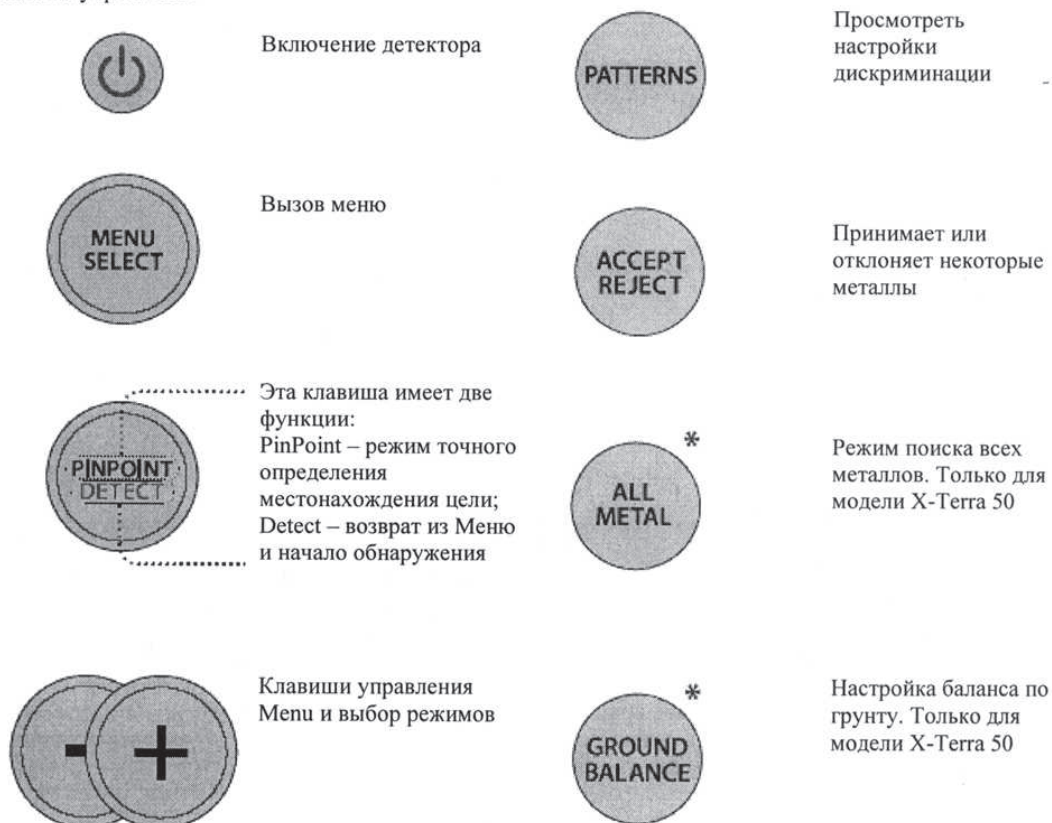 Включение детектора
MENU
SELECT
Вызов меню
PINPOINT
DETECT
Эта клавиша имеет две
функции:
PinPoint – режим точного
определения
местонахождения цели;
Detect – возврат из Меню
и начало обнаружения
- +
Клавиши управления
Menu и выбор режимов
PATTERNS
Просмотреть
настройки
дискриминации
ACCEPT
REJECT
Принимает или
отклоняет некоторые
металлы
*
ALL
METAL
Режим поиска всех
металлов. Только для
модели X-Terra 50
*
GROUND
BALANCE
Настройка баланса по
грунту. Только для
модели X-Terra 50